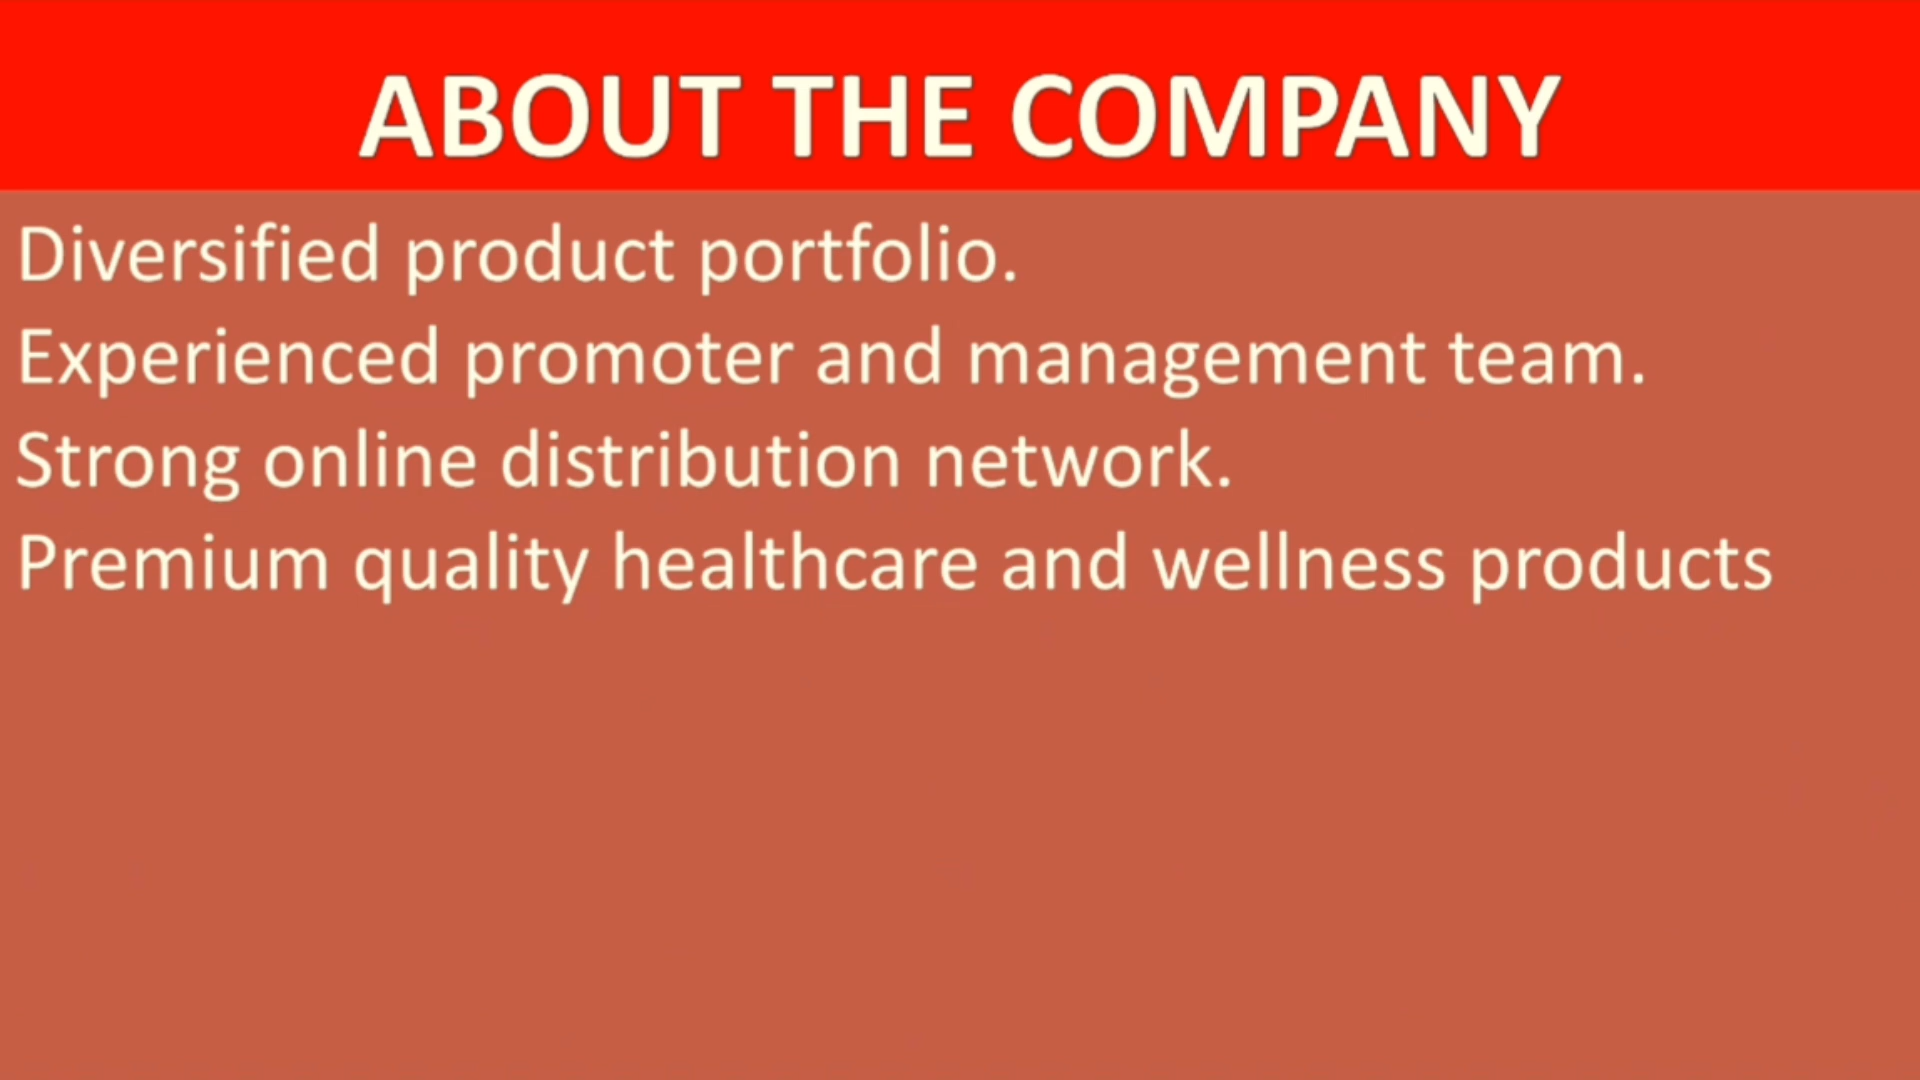 ABOUT THE COMPANY
Diversified product portfolio.
Experienced promoter and management team.
Strong online distribution network.
Premium quality healthcare and wellness products